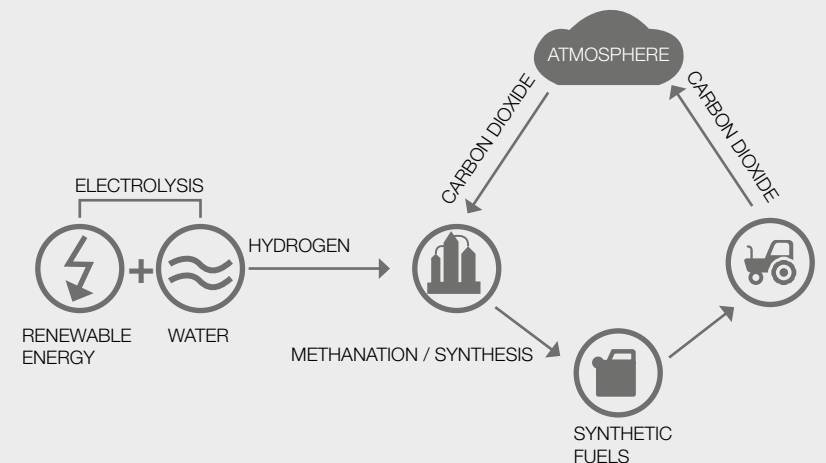 ATMOSPHERE
CARBON DIOXIDE
CARBON DIOXIDE
ELECTROLYSIS
HYDROGEN
RENEWABLE
ENERGY
WATER
METHANATION / SYNTHESIS
SYNTHETIC
FUELS